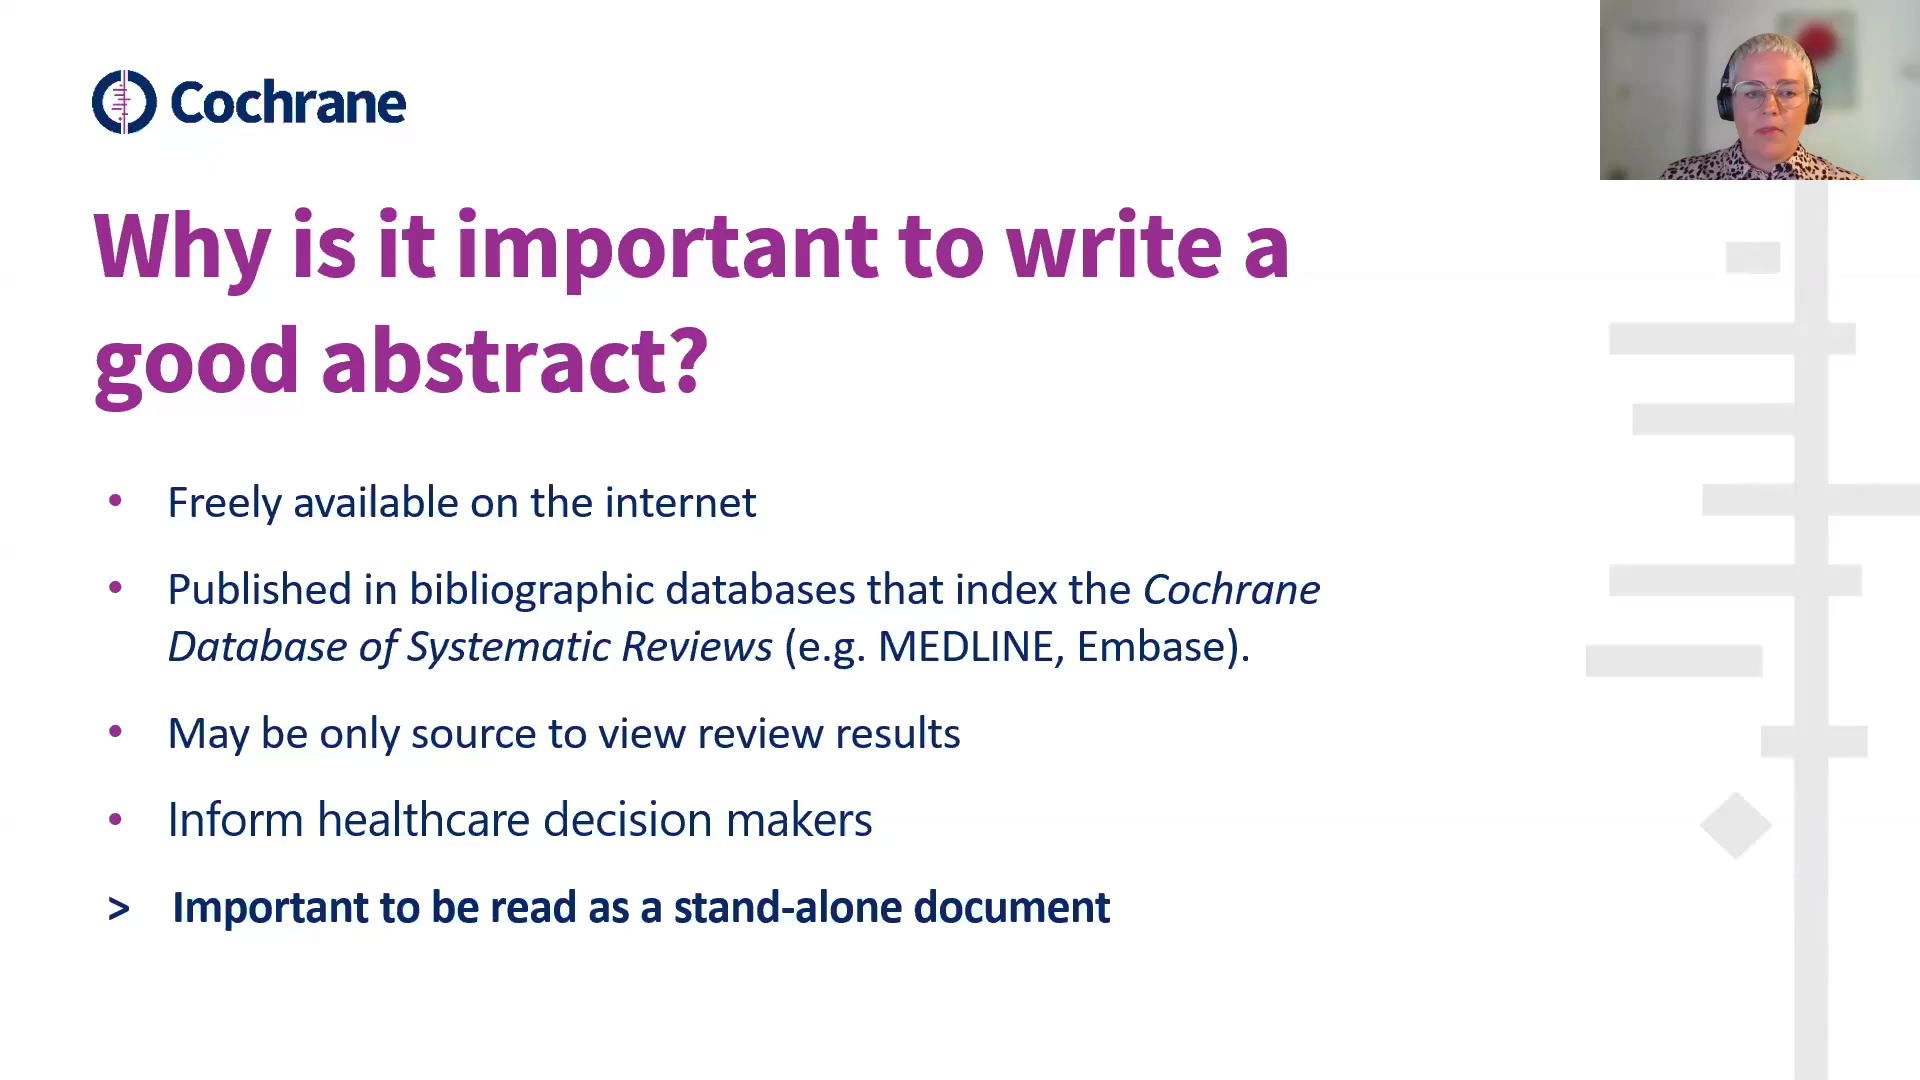 Cochrane
Why is it important to write a
good abstract?
• Freely available on the internet
• Published in bibliographic databases that index the Cochrane
Database of Systematic Reviews (e.g. MEDLINE, Embase).
• May be only source to view review results
• Inform healthcare decision makers
> Important to be read as a stand-alone document